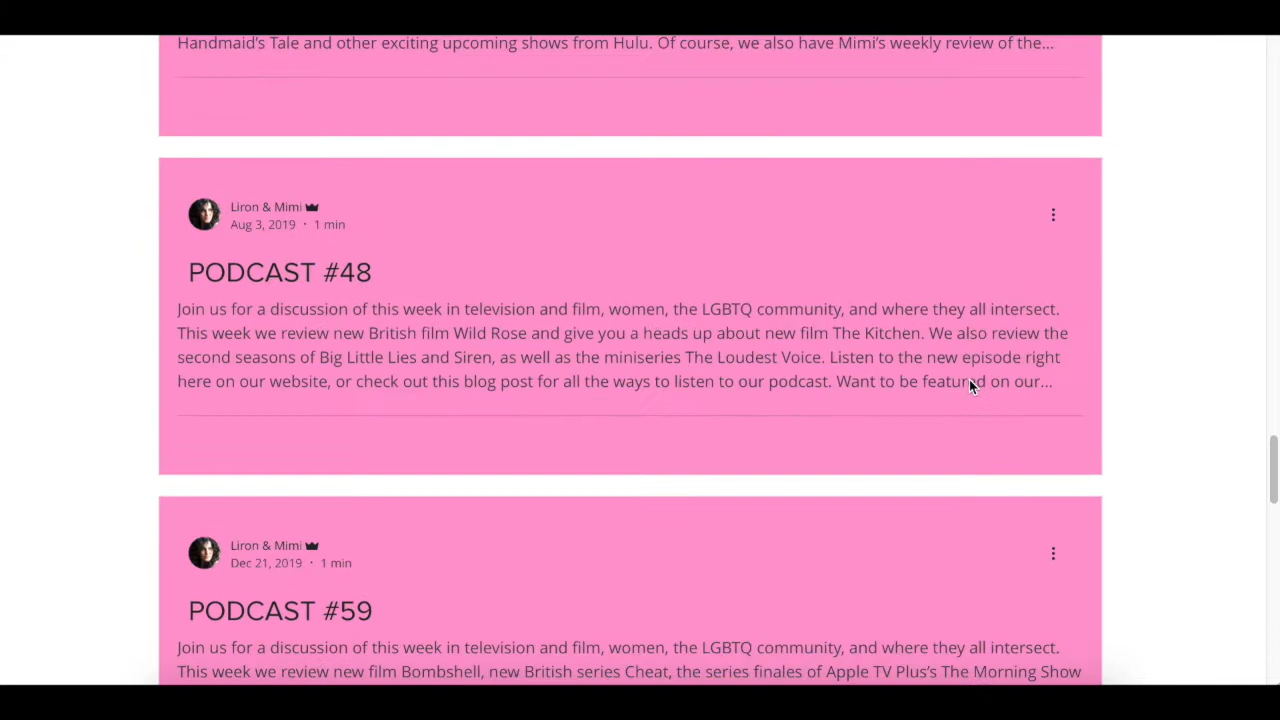 Handmaid's Tale and other exciting upcoming shows from Hulu. Of course, we also have Mimi's weekly review of the...
Liron & Mimi
Aug 3, 2019 · 1 min
PODCAST #48
Join us for a discussion of this week in television and film, women, the LGBTQ community, and where they all intersect.
This week we review new British film Wild Rose and give you a heads up about new film The Kitchen. We also review the
second seasons of Big Little Lies and Siren, as well as the miniseries The Loudest Voice. Listen to the new episode right
here on our website, or check out this blog post for all the ways to listen to our podcast. Want to be featured on our...
Liron & Mimi
Dec 21, 2019 · 1 min
PODCAST #59
Join us for a discussion of this week in television and film, women, the LGBTQ community, and where they all intersect.
This week we review new film Bombshell, new British series Cheat, the series finales of Apple TV Plus's The Morning Show